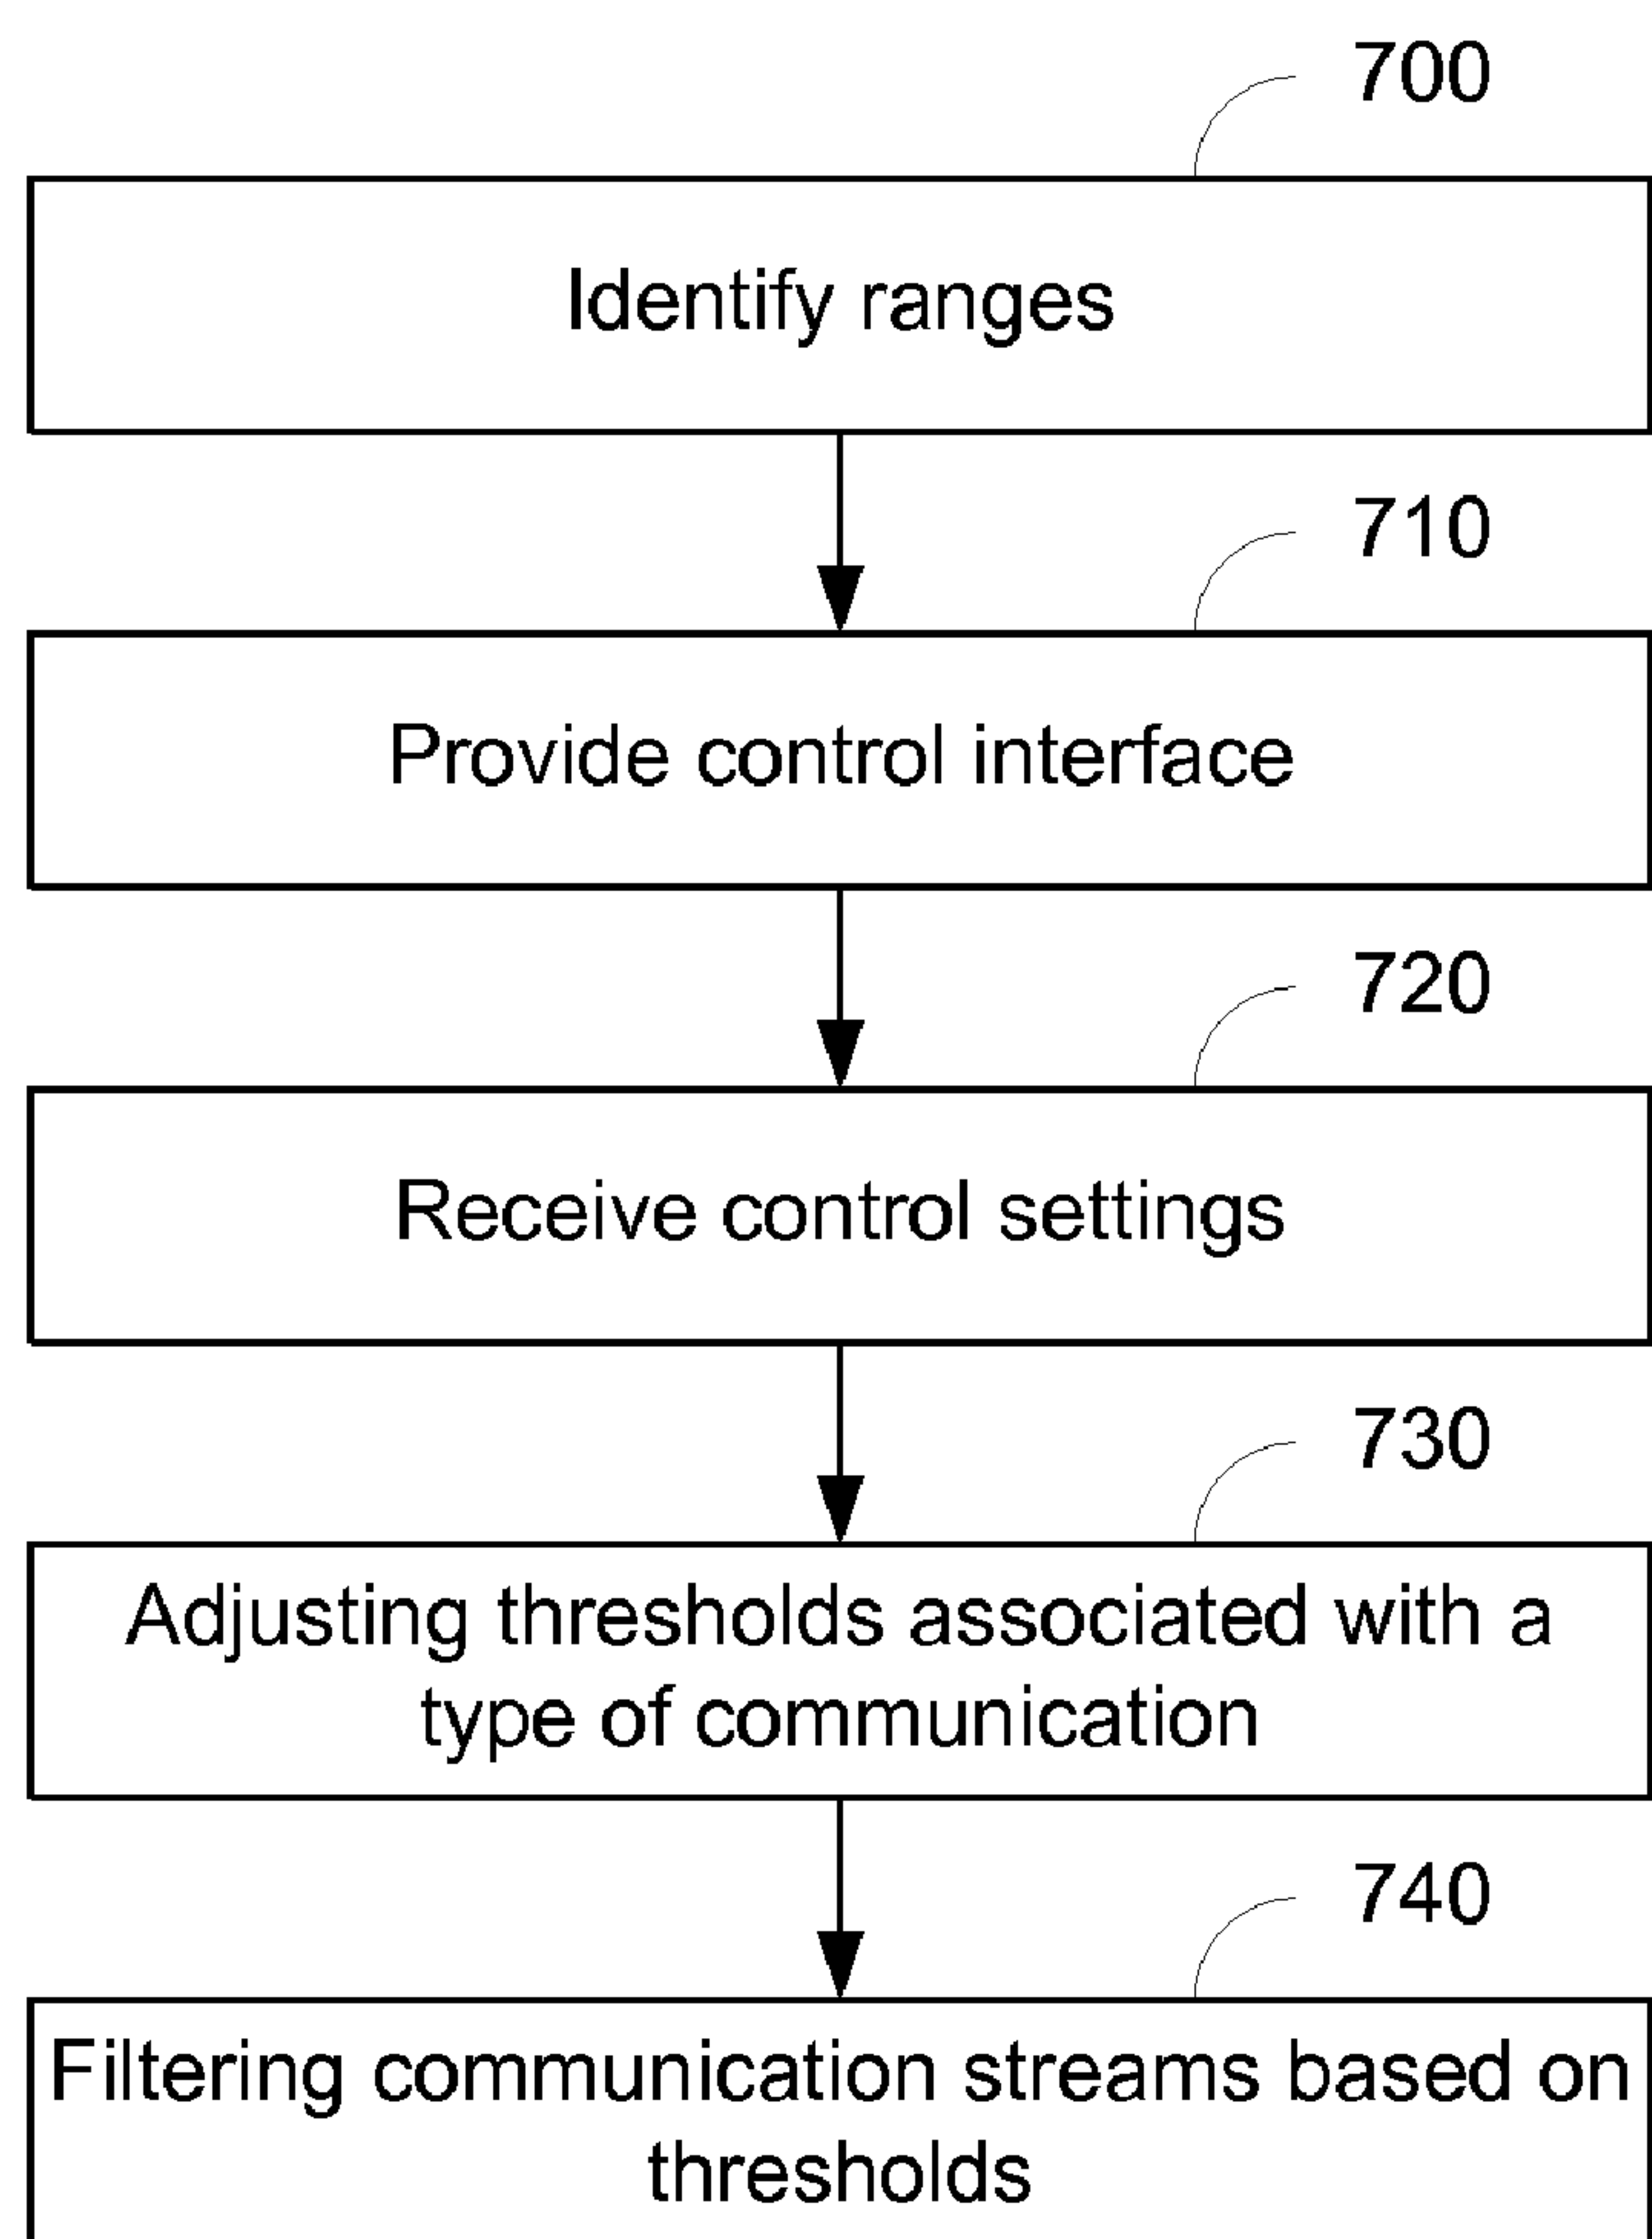 700
Identify ranges
710
Provide control interface
720
Receive control settings
730
Adjusting thresholds associated with a
type of communication
740
Filtering communication streams based on
thresholds